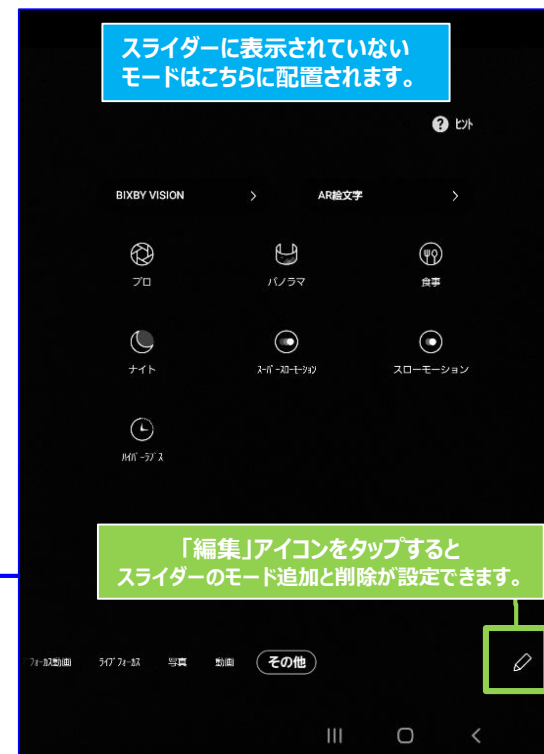 スライダーに表示されていない
モードはこちらに配置されます。
? ヒント
BIXBY VISION > AR絵文字 >
プロ パノラマ 食事
ナイト スーパースローモーション スローモーション
ハイパーラプス
「編集」アイコンをタップすると
スライダーのモード追加と削除が設定できます。
フォーカス動画 ライブフォーカス 写真 動画 その他